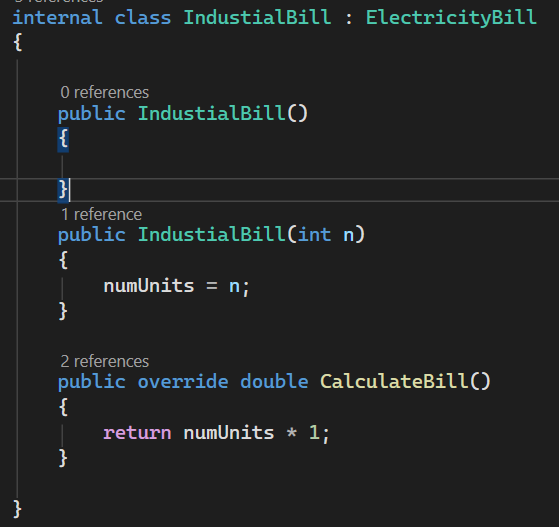 internal class IndustialBill : ElectricityBill
{
0 references
public IndustialBill()
{
}
1 reference
public IndustialBill(int n)
{
numUnits = n;
}
2 references
public override double CalculateBill()
{
return numUnits * 1;
}
}